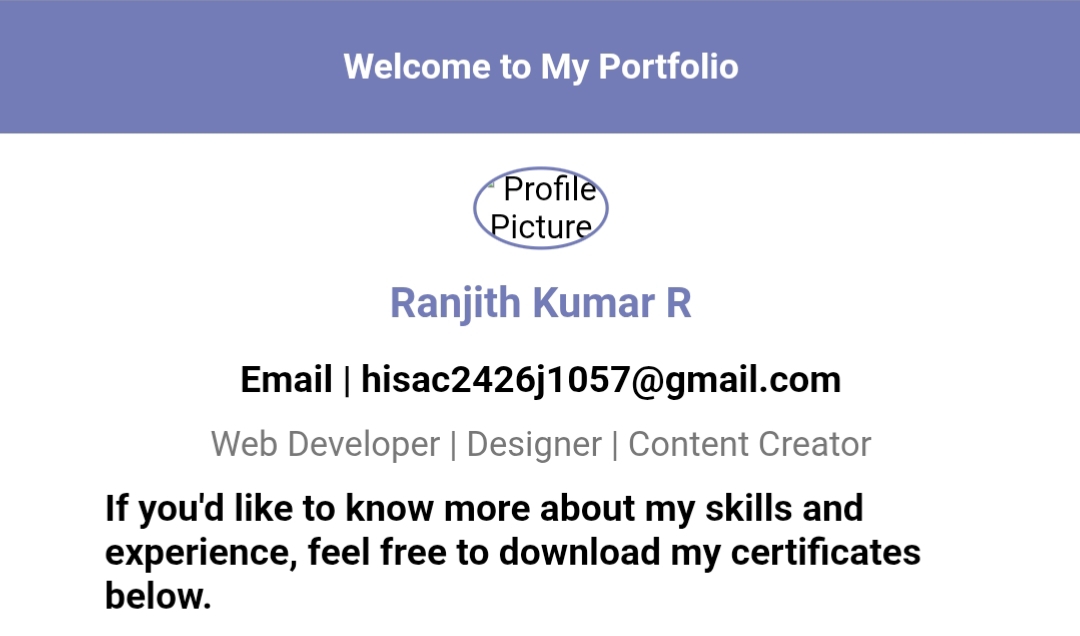 Welcome to My Portfolio
Profile
Picture
Ranjith Kumar R
Email | hisac2426j1057@gmail.com
Web Developer | Designer | Content Creator
If you'd like to know more about my skills and
experience, feel free to download my certificates
below.